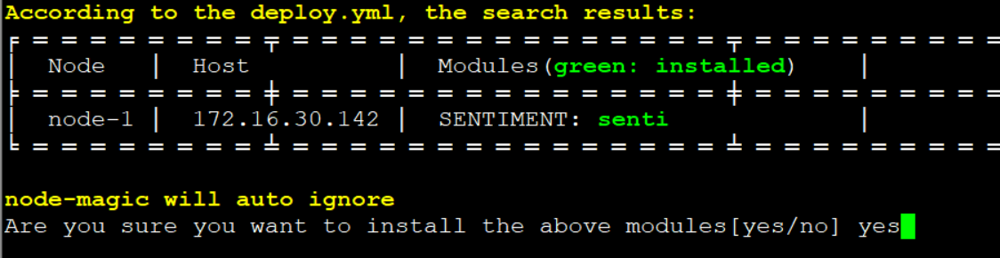 According to the deploy.yml, the search results:
Node | Host | Modules(green: installed) |
node-1 | 172.16.30.142 | SENTIMENT: senti |
node-magic will auto ignore
Are you sure you want to install the above modules[yes/no] yes